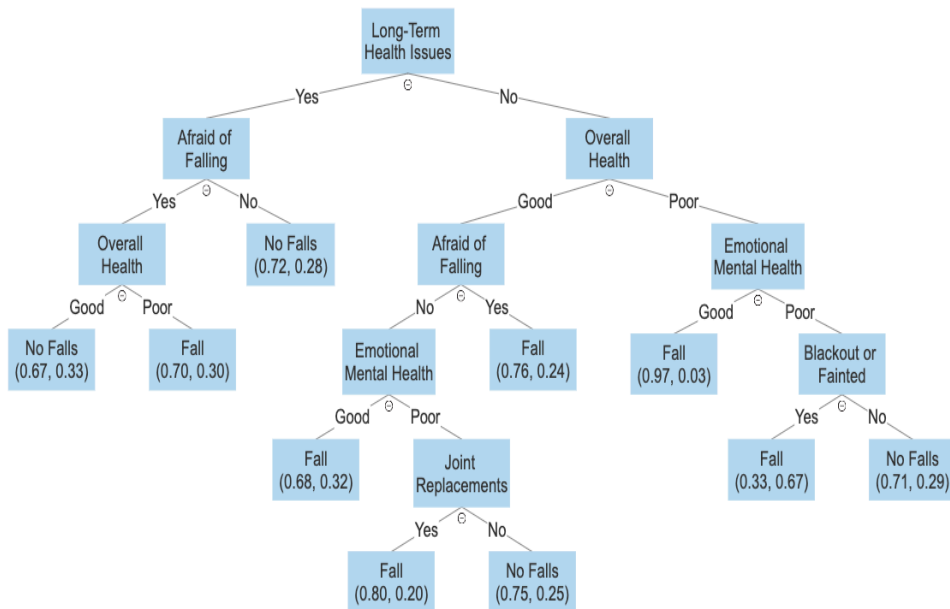 Long-Term
Health Issues
Yes
No
Afraid of
Falling
Overall
Health
Yes
No
Good
Poor
Overall
Health
No Falls
(0.72, 0.28)
Afraid of
Falling
Emotional
Mental Health
Good
Poor
No
Yes
Good
Poor
No Falls
(0.67, 0.33)
Fall
(0.70, 0.30)
Emotional
Mental Health
Fall
(0.76, 0.24)
Fall
(0.97, 0.03)
Blackout or
Fainted
Good
Poor
Yes
No
Fall
(0.68, 0.32)
Joint
Replacements
Fall
(0.33, 0.67)
No Falls
(0.71, 0.29)
Yes
No
Fall
(0.80, 0.20)
No Falls
(0.75, 0.25)